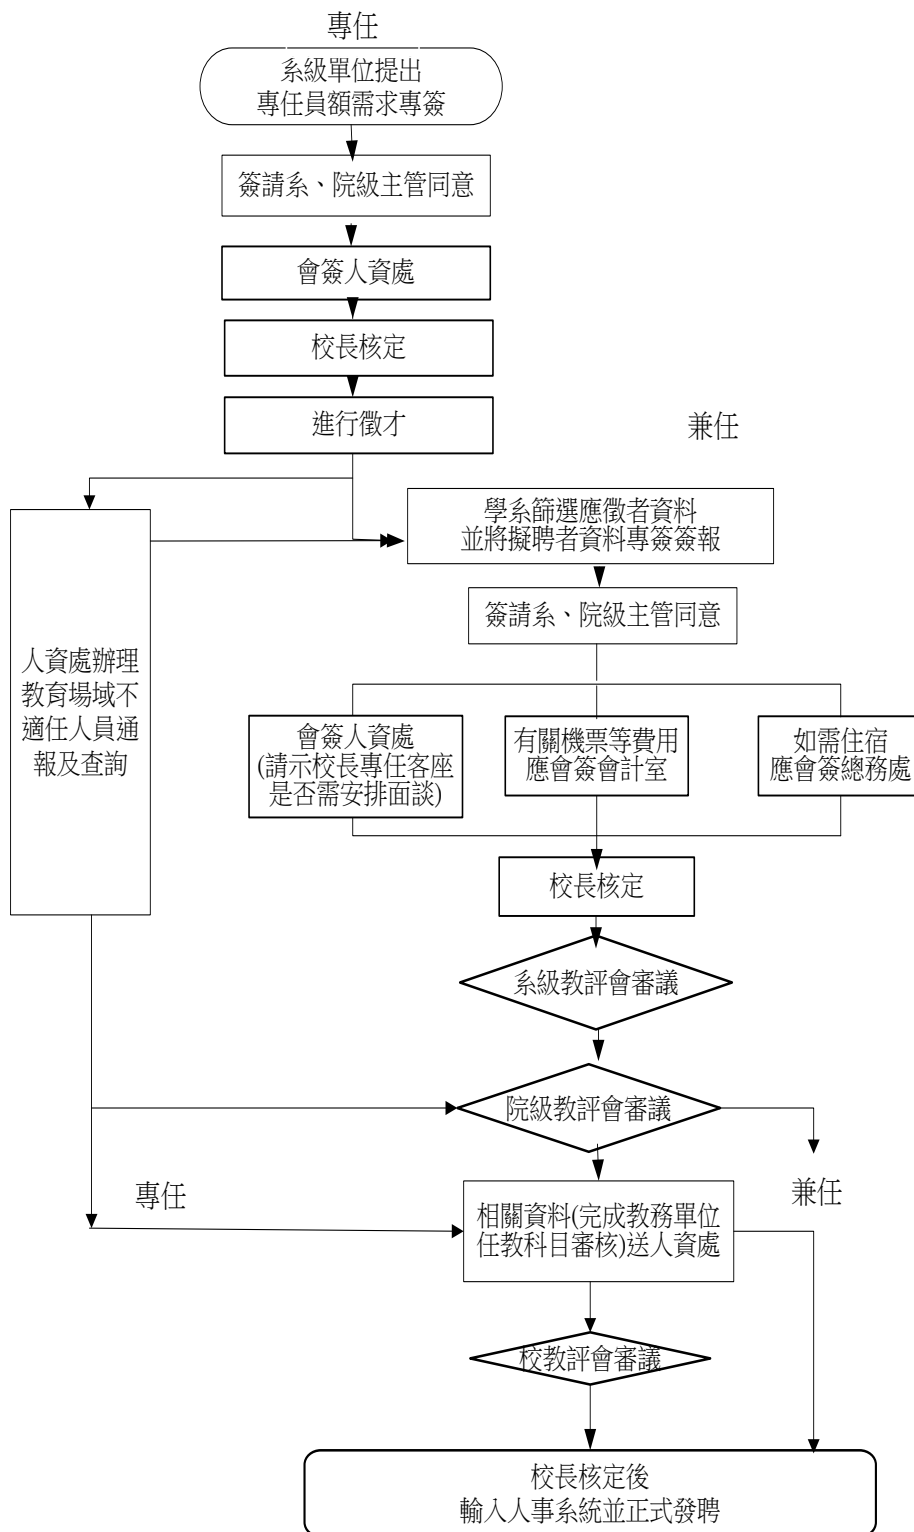 專任
系級單位提出
專任員額需求專簽
簽請系、院級主管同意
會簽人資處
校長核定
進行徵才
兼任
學系篩選應徵者資料
並將擬聘者資料專簽簽報
簽請系、院級主管同意
人資處辦理
教育場域不
適任人員通
報及查詢
會簽人資處
(請示校長專任客座
是否需安排面談)
有關機票等費用
應會簽會計室
如需住宿
應會簽總務處
校長核定
系級教評會審議
院級教評會審議
專任
兼任
相關資料(完成教務單位
任教科目審核)送人資處
校教評會審議
校長核定後
輸入人事系統並正式發聘